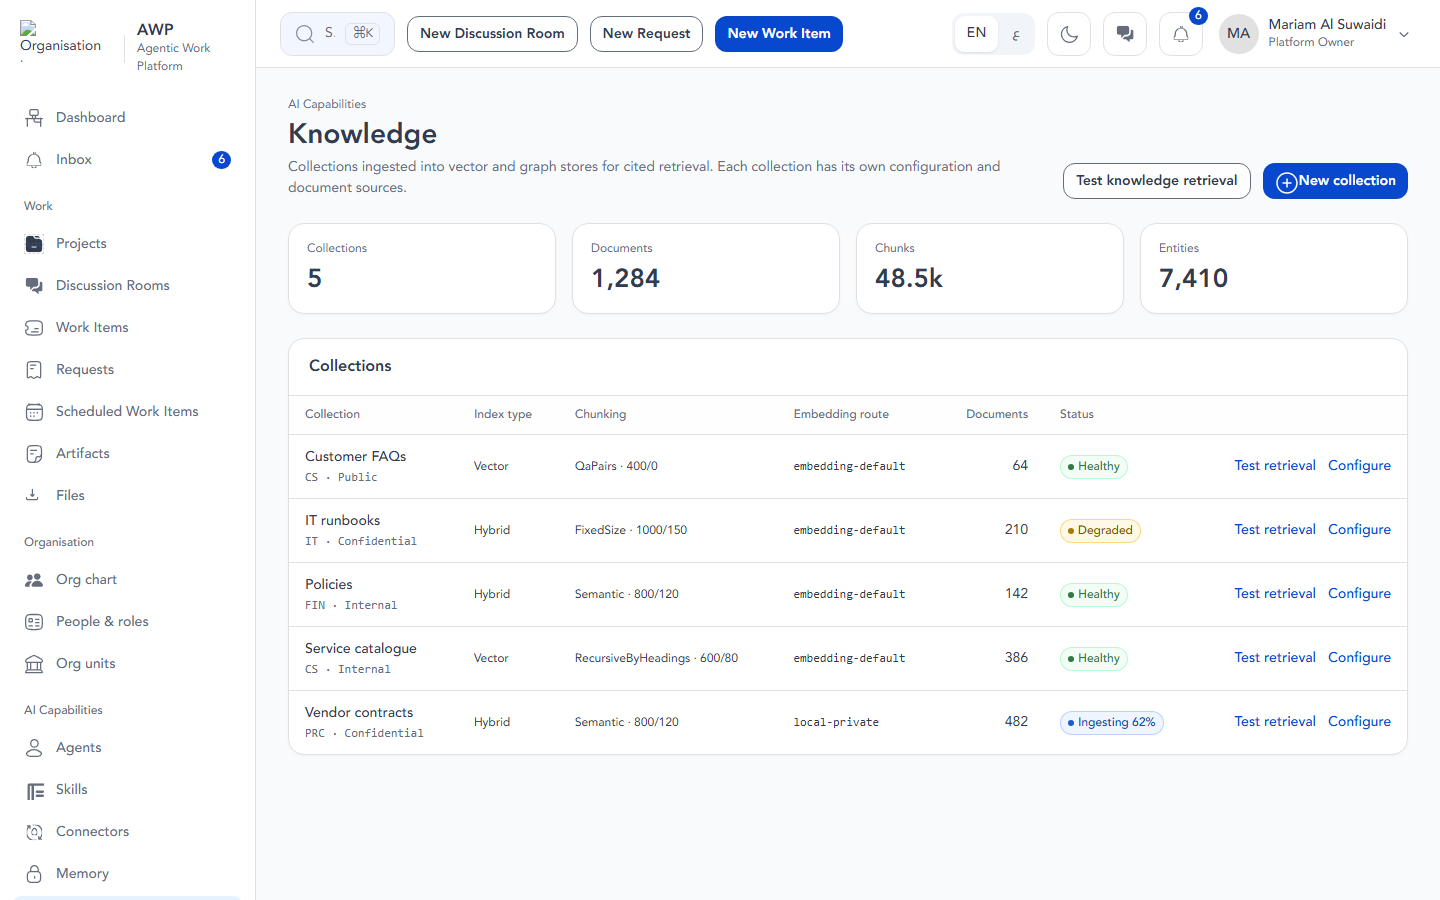 Organisation
.
AWP
Agentic Work
Platform
Dashboard
Inbox
6
Work
Projects
Discussion Rooms
Work Items
Requests
Scheduled Work Items
Artifacts
Files
Organisation
Org chart
People & roles
Org units
AI Capabilities
Agents
Skills
Connectors
Memory
S. ⌘K
New Discussion Room
New Request
New Work Item
EN
ع
6
MA
Mariam Al Suwaidi
Platform Owner
AI Capabilities
Knowledge
Collections ingested into vector and graph stores for cited retrieval. Each collection has its own configuration and
document sources.
Test knowledge retrieval
New collection
Collections
5
Documents
1,284
Chunks
48.5k
Entities
7,410
Collections
Collection Index type Chunking Embedding route Documents Status
Customer FAQs
CS · Public
Vector QaPairs · 400/0 embedding-default 64 Healthy Test retrieval Configure
IT runbooks
IT · Confidential
Hybrid FixedSize · 1000/150 embedding-default 210 Degraded Test retrieval Configure
Policies
FIN · Internal
Hybrid Semantic · 800/120 embedding-default 142 Healthy Test retrieval Configure
Service catalogue
CS · Internal
Vector RecursiveByHeadings · 600/80 embedding-default 386 Healthy Test retrieval Configure
Vendor contracts
PRC · Confidential
Hybrid Semantic · 800/120 local-private 482 Ingesting 62% Test retrieval Configure